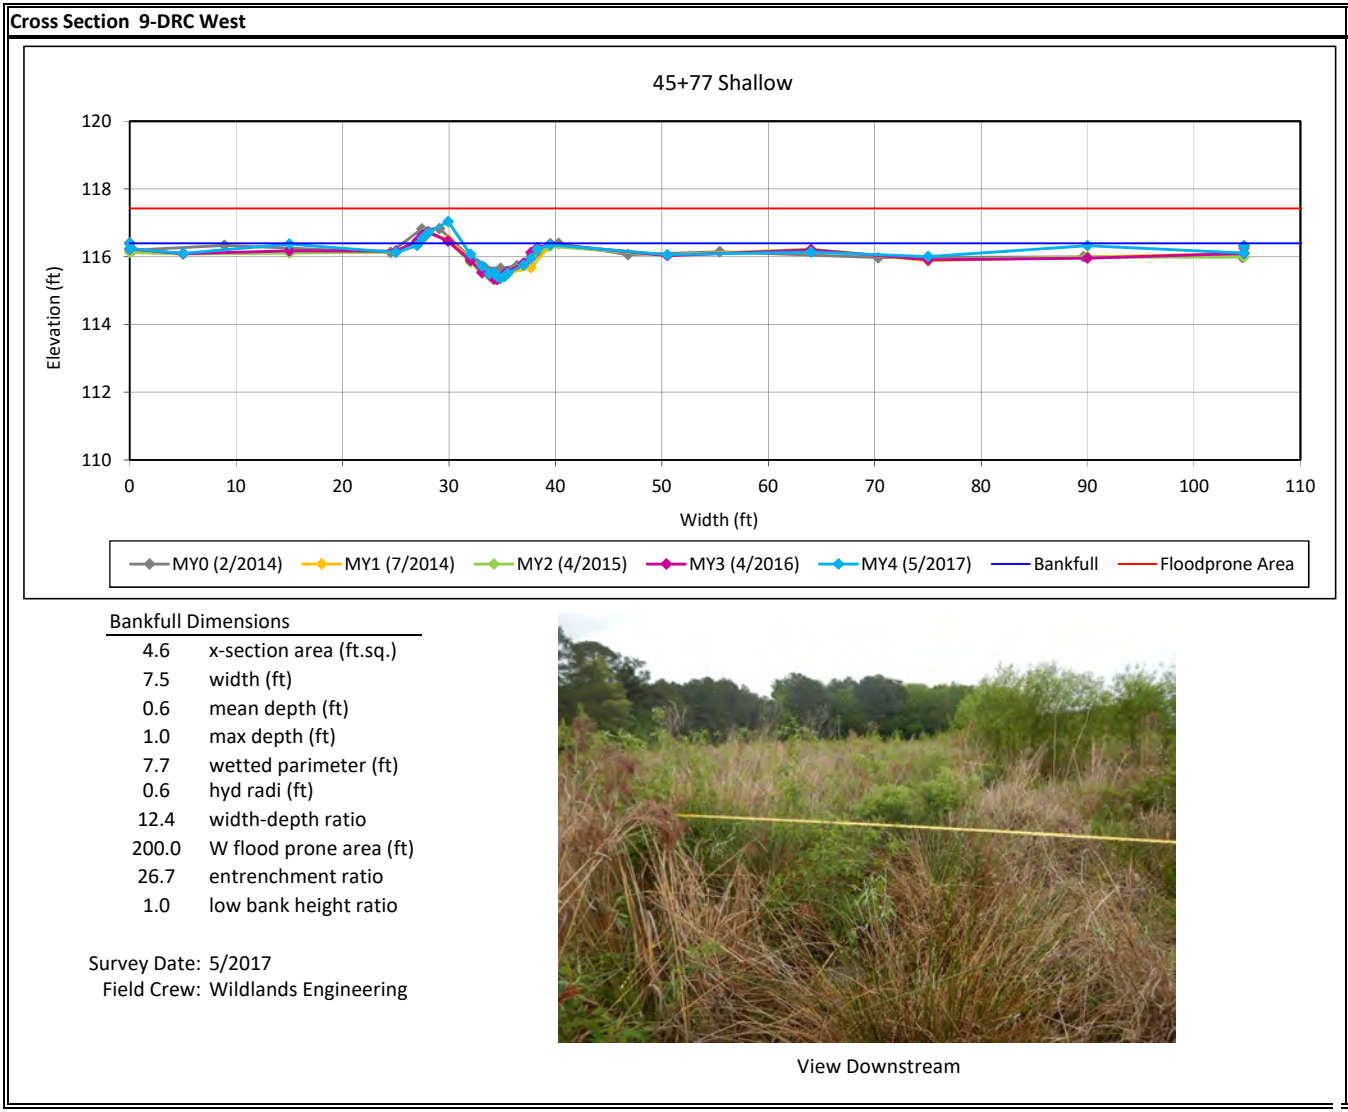 Cross Section 9-DRC West
45+77 Shallow
Elevation (ft)
120
118
116
114
112
110
0 10 20 30 40 50 60 70 80 90 100 110
Width (ft)
MY0 (2/2014) MY1 (7/2014) MY2 (4/2015) MY3 (4/2016) MY4 (5/2017) Bankfull Floodprone Area
Bankfull Dimensions
4.6 x-section area (ft.sq.)
7.5 width (ft)
0.6 mean depth (ft)
1.0 max depth (ft)
7.7 wetted parimeter (ft)
0.6 hyd radi (ft)
12.4 width-depth ratio
200.0 W flood prone area (ft)
26.7 entrenchment ratio
1.0 low bank height ratio
Survey Date: 5/2017
Field Crew: Wildlands Engineering
View Downstream